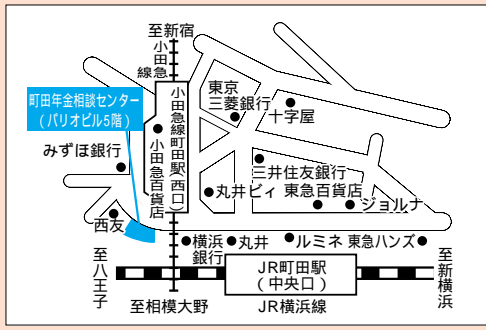 至新宿
小田急
線
東京
三菱銀行
十字屋
町田年金相談センター
(パリオビル5階)
みずほ銀行
小田急線町田駅(西口)
小田急百貨店
三井住友銀行
丸井ビィ
東急百貨店
ジョルナ
西友
横浜
銀行
丸井
ルミネ
東急ハンズ
至八王子
JR町田駅
(中央口)
至新横浜
至相模大野
JR横浜線